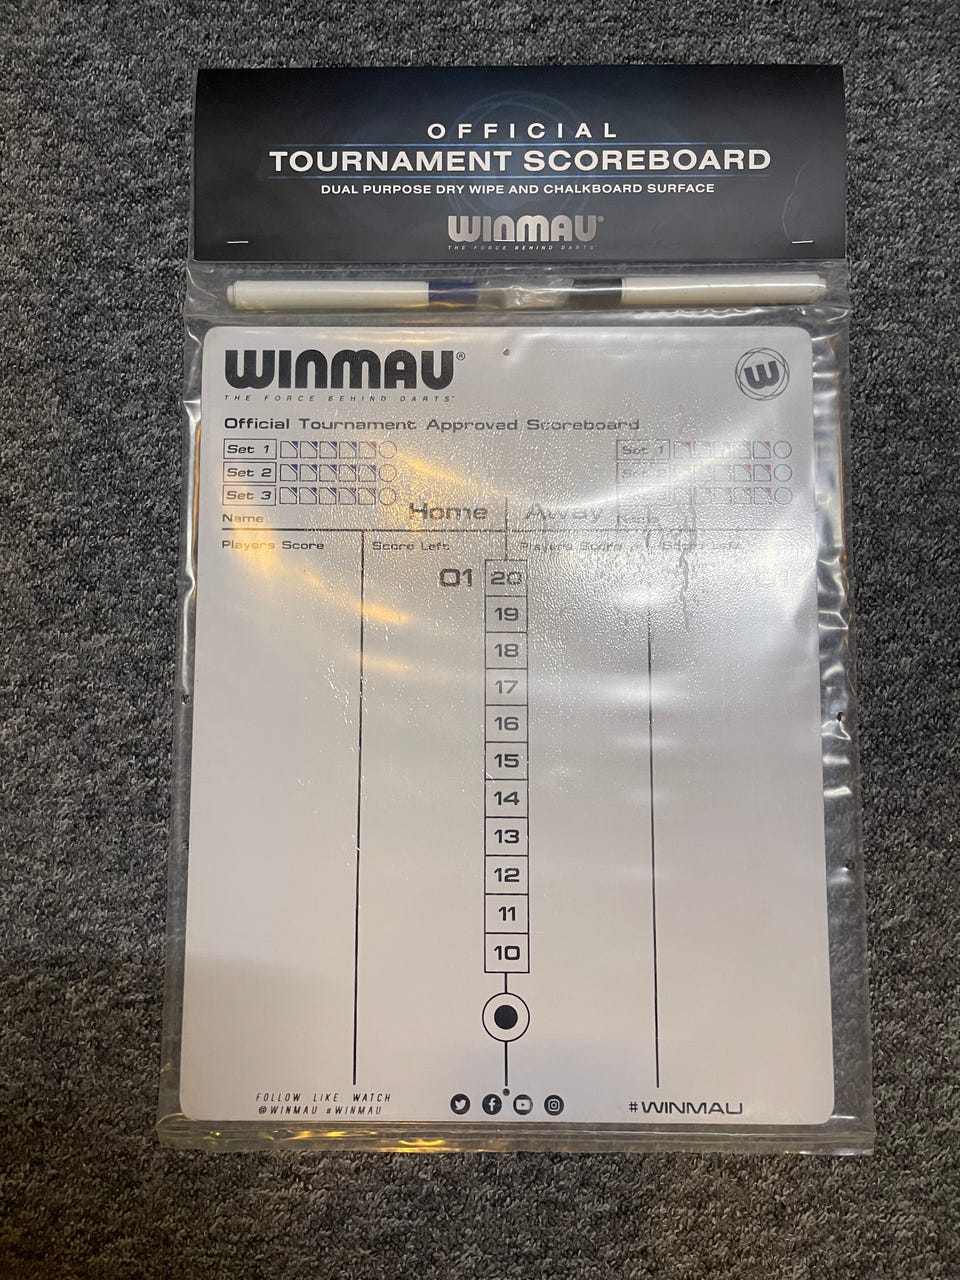 OFFICIAL
TOURNAMENT SCOREBOARD
DUAL PURPOSE DRY WIPE AND CHALKBOARD SURFACE
WINMAU®
THE FORCE BEHIND DARTS
WINMAU®
THE FORCE BEHIND DARTS
W
Official Tournament Approved Scoreboard
Set 1 Set 1
Set 2
Set 3
Home Away
Name
Players Score Score Left Players Score
01 20
19
18
17
16
15
14
13
12
11
10
FOLLOW LIKE WATCH
@WINMAU #WINMAU
#WINMAU